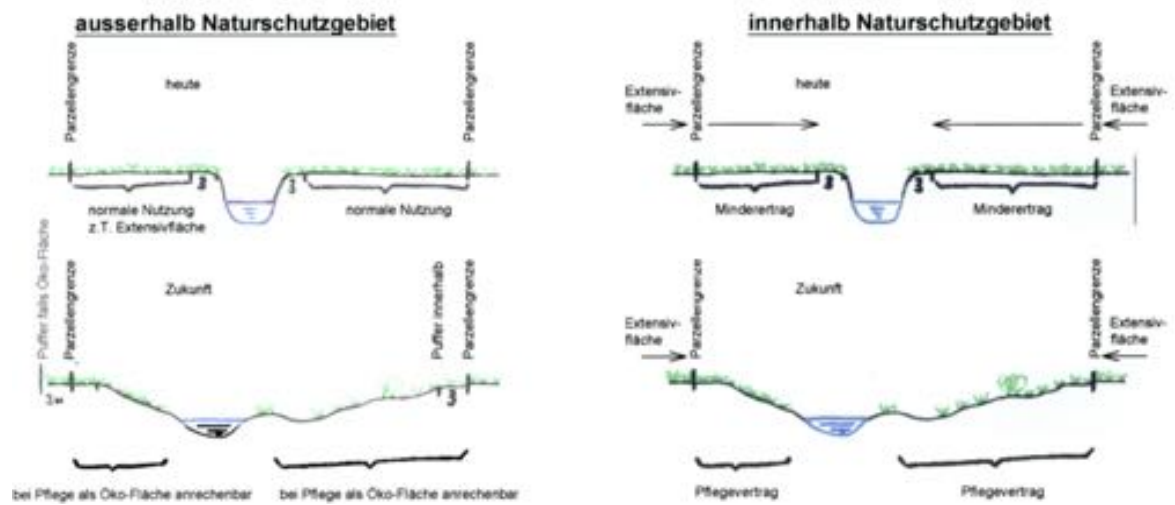 ausserhalb Naturschutzgebiet
Parzellengrenze
heute
Parzellengrenze
3
3
normale Nutzung
z.T. Extensivfläche
normale Nutzung
Puffer falls Öko-Fläche
Parzellengrenze
Zukunft
Puffer innerhalb
Parzellengrenze
3 m
3
bei Pflege als Öko-Fläche anrechenbar
bei Pflege als Öko-Fläche anrechenbar
innerhalb Naturschutzgebiet
Extensiv-
fläche
Parzellengrenze
heute
Parzellengrenze
Extensiv-
fläche
3
3
Minderertrag
Minderertrag
Extensiv-
fläche
Parzellengrenze
Zukunft
Parzellengrenze
Extensiv-
fläche
Pflegevertrag
Pflegevertrag